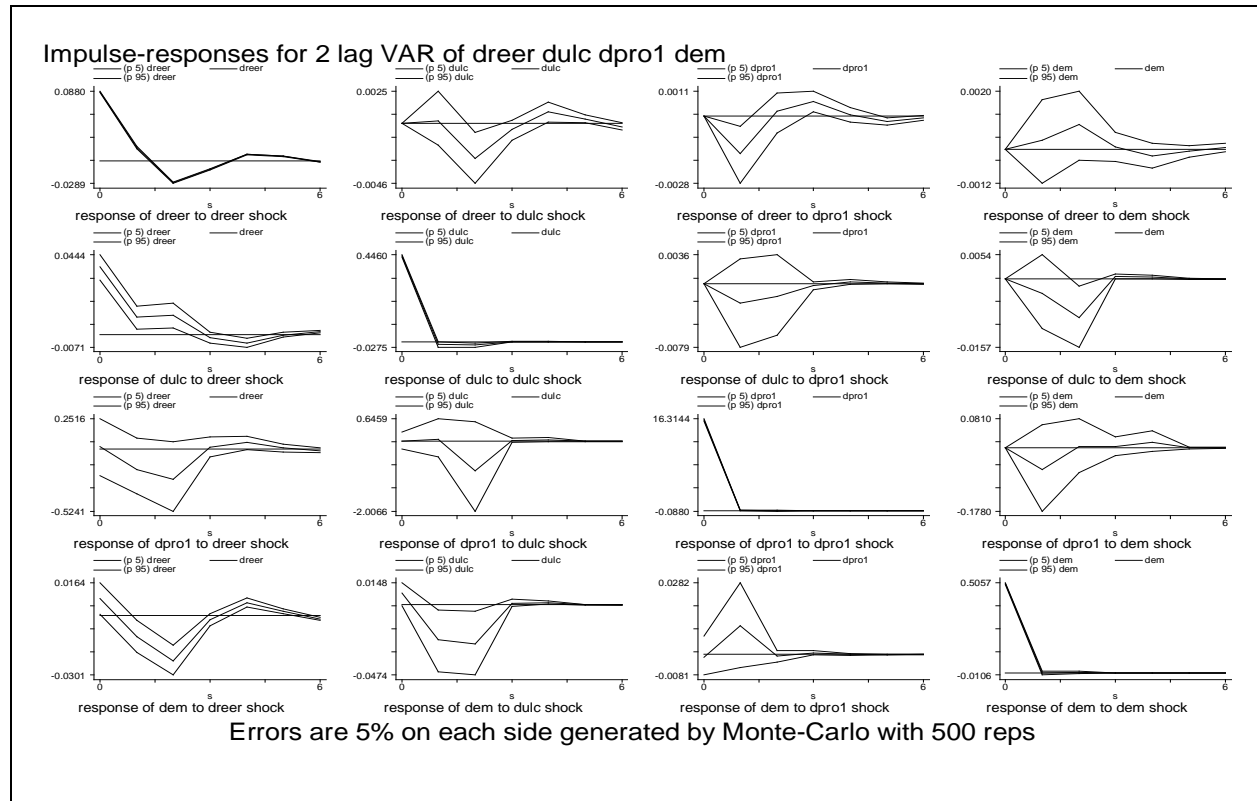 Impulse-responses for 2 lag VAR of dreer dulc dpro1 dem
(p 5) dreer dreer
(p 95) dreer
0.0880
-0.0289
0 6
s
response of dreer to dreer shock
(p 5) dulc dulc
(p 95) dulc
0.0025
-0.0046
0 6
s
response of dreer to dulc shock
(p 5) dpro1 dpro1
(p 95) dpro1
0.0011
-0.0028
0 6
s
response of dreer to dpro1 shock
(p 5) dem dem
(p 95) dem
0.0020
-0.0012
0 6
s
response of dreer to dem shock
(p 5) dreer dreer
(p 95) dreer
0.0444
-0.0071
0 6
s
response of dulc to dreer shock
(p 5) dulc dulc
(p 95) dulc
0.4460
-0.0275
0 6
s
response of dulc to dulc shock
(p 5) dpro1 dpro1
(p 95) dpro1
0.0036
-0.0079
0 6
s
response of dulc to dpro1 shock
(p 5) dem dem
(p 95) dem
0.0054
-0.0157
0 6
s
response of dulc to dem shock
(p 5) dreer dreer
(p 95) dreer
0.2516
-0.5241
0 6
s
response of dpro1 to dreer shock
(p 5) dulc dulc
(p 95) dulc
0.6459
-2.0066
0 6
s
response of dpro1 to dulc shock
(p 5) dpro1 dpro1
(p 95) dpro1
16.3144
-0.0880
0 6
s
response of dpro1 to dpro1 shock
(p 5) dem dem
(p 95) dem
0.0810
-0.1780
0 6
s
response of dpro1 to dem shock
(p 5) dreer dreer
(p 95) dreer
0.0164
-0.0301
0 6
s
response of dem to dreer shock
(p 5) dulc dulc
(p 95) dulc
0.0148
-0.0474
0 6
s
response of dem to dulc shock
(p 5) dpro1 dpro1
(p 95) dpro1
0.0282
-0.0081
0 6
s
response of dem to dpro1 shock
(p 5) dem dem
(p 95) dem
0.5057
-0.0106
0 6
s
response of dem to dem shock
Errors are 5% on each side generated by Monte-Carlo with 500 reps